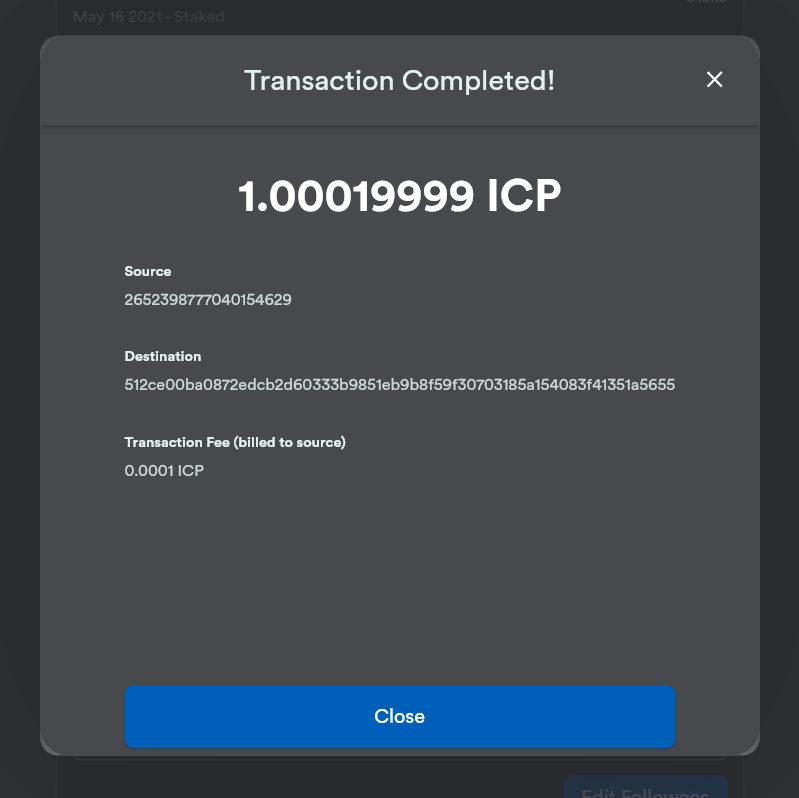 May 16 2021 - Staked
Transaction Completed!
1.00019999 ICP
Source
2652398777040154629
Destination
512ce00ba0872edcb2d60333b9851eb9b8f59f30703185a154083f41351a5655
Transaction Fee (billed to source)
0.0001 ICP
Close
Edit Followees